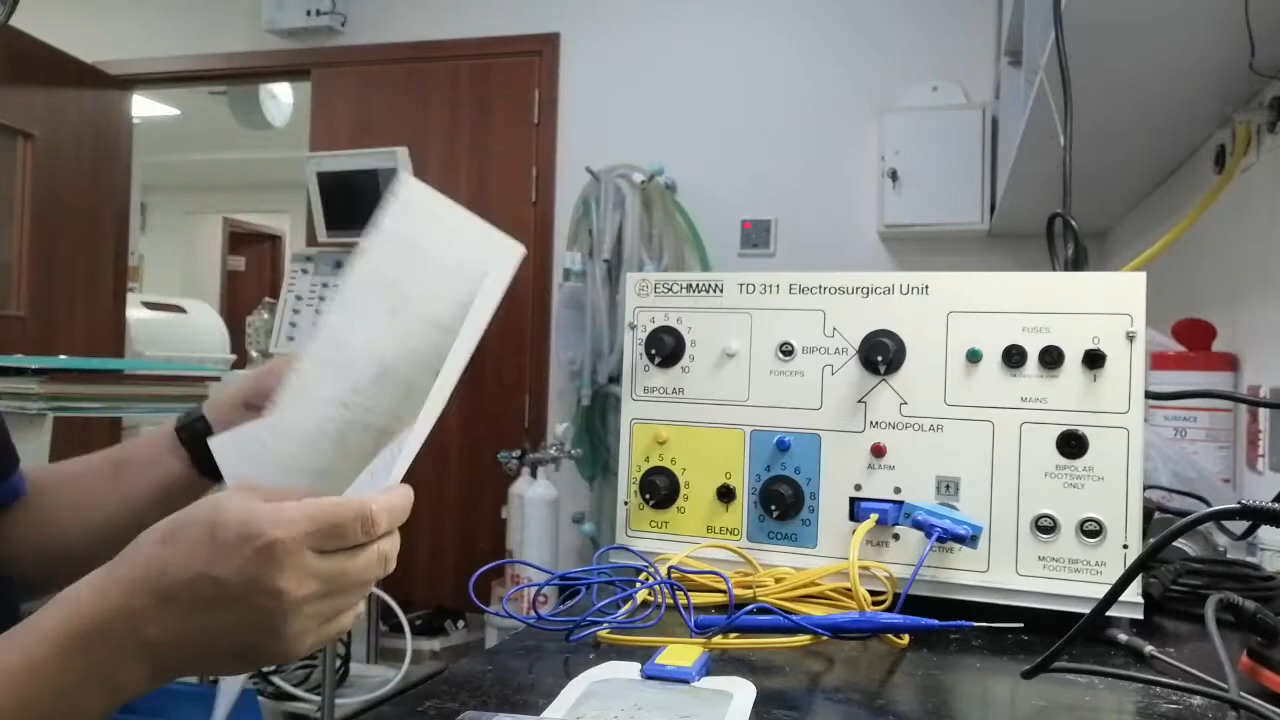 ESCHMANN TD 311 Electrosurgical Unit
0 1 2 3 4 5 6 7 8 9 10
BIPOLAR
FORCEPS
BIPOLAR
FUSES
0
I
MAINS
MONOPOLAR
ALARM
0 1 2 3 4 5 6 7 8 9 10
CUT
0
BLEND
0 1 2 3 4 5 6 7 8 9 10
COAG
PLATE
CTIVE
BIPOLAR
FOOTSWITCH
ONLY
MONO BIPOLAR
FOOTSWITCH
SURFACE
70